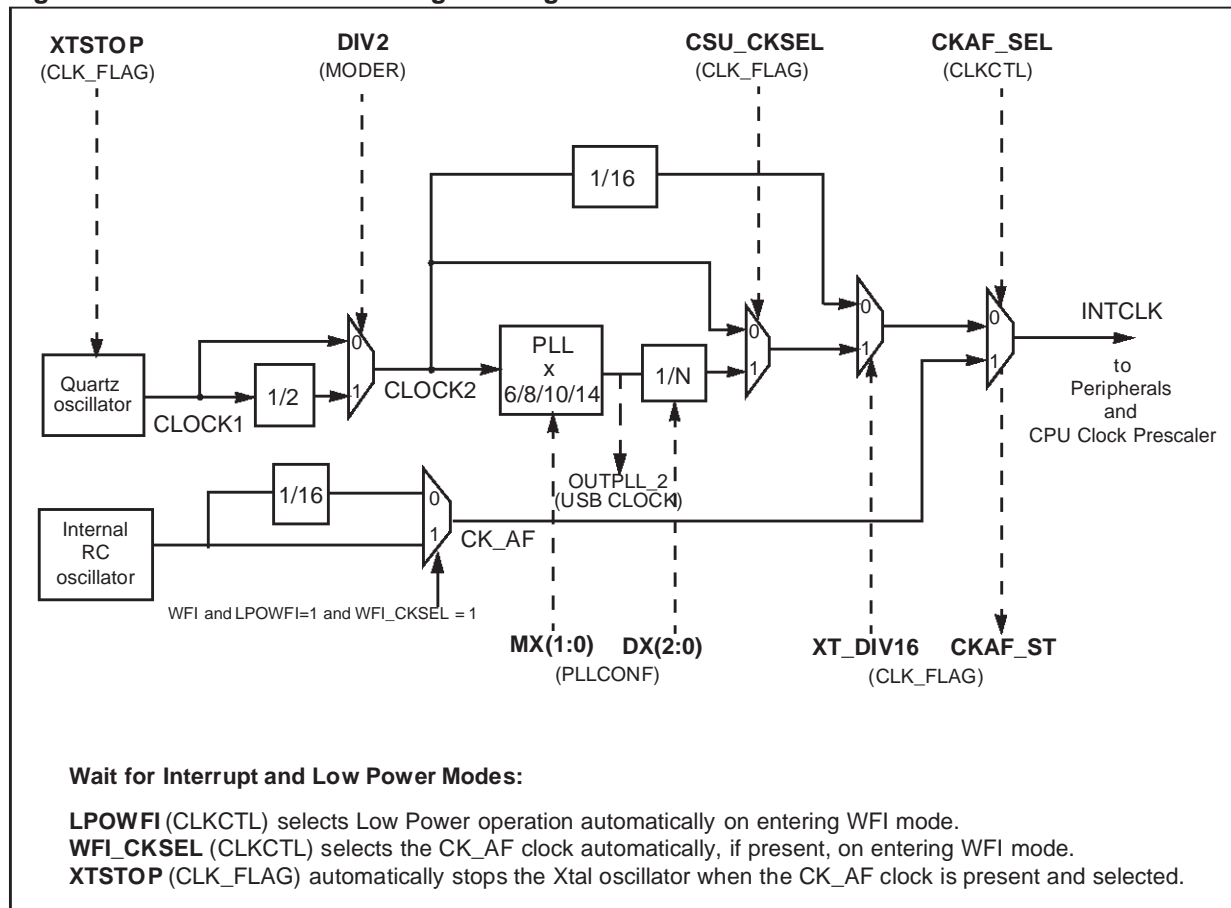 XTSTOP
(CLK_FLAG)
DIV2
(MODER)
CSU_CKSEL
(CLK_FLAG)
CKAF_SEL
(CLKCTL)
1/16
Quartz
oscillator
CLOCK1
1/2
0
1
CLOCK2
PLL
x
6/8/10/14
1/N
0
1
0
1
0
1
INTCLK
to
Peripherals
and
CPU Clock Prescaler
OUTPLL_2
(USB CLOCK)
Internal
RC
oscillator
1/16
0
1
CK_AF
WFI and LPOWFI=1 and WFI_CKSEL = 1
MX(1:0)
DX(2:0)
(PLLCONF)
XT_DIV16
CKAF_ST
(CLK_FLAG)
Wait for Interrupt and Low Power Modes:
LPOWFI (CLKCTL) selects Low Power operation automatically on entering WFI mode.
WFI_CKSEL (CLKCTL) selects the CK_AF clock automatically, if present, on entering WFI mode.
XTSTOP (CLK_FLAG) automatically stops the Xtal oscillator when the CK_AF clock is present and selected.